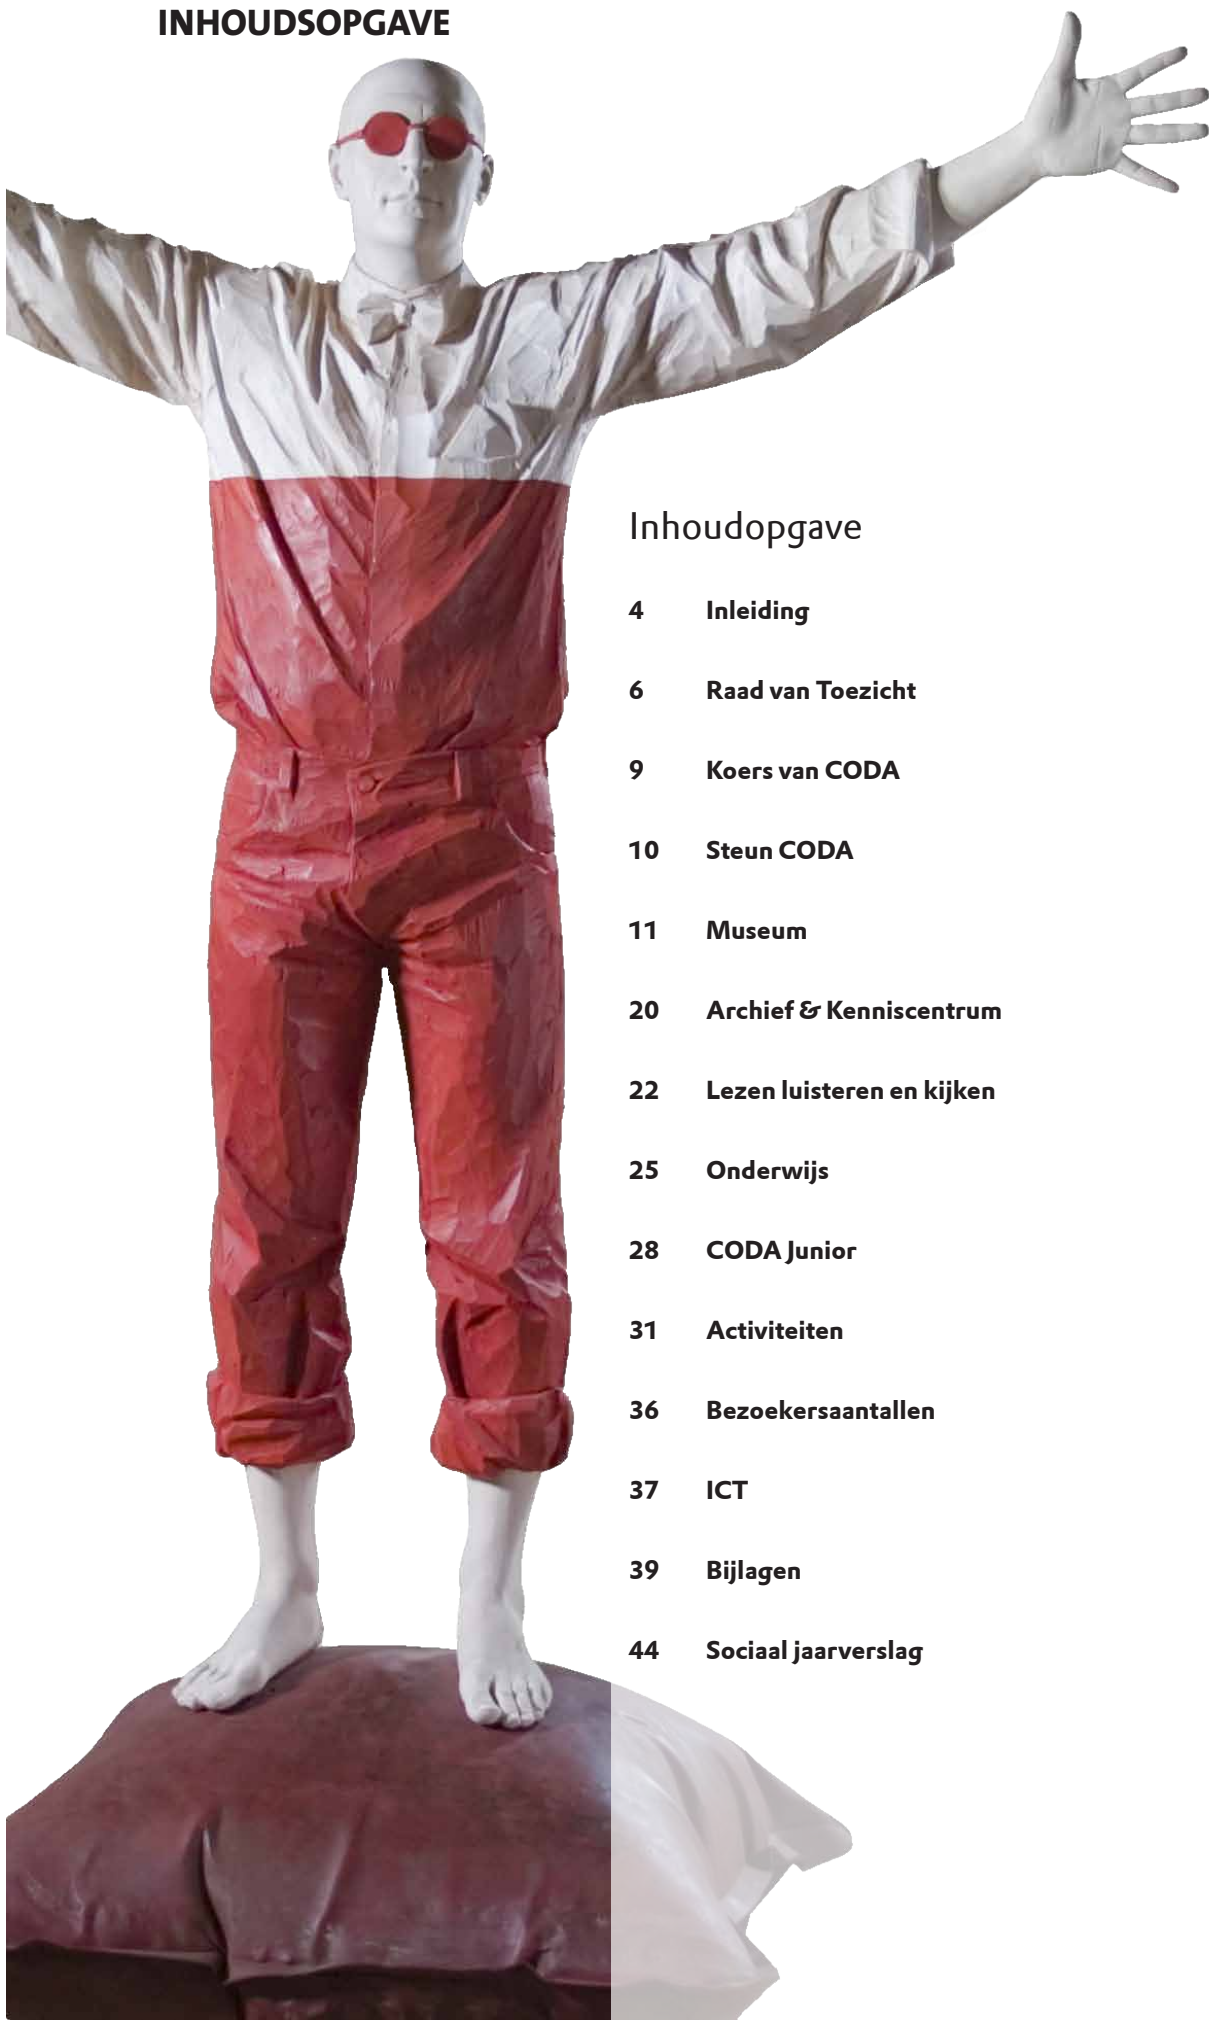 INHOUDSOPGAVE
Inhoudopgave
4 Inleiding
6 Raad van Toezicht
9 Koers van CODA
10 Steun CODA
11 Museum
20 Archief & Kenniscentrum
22 Lezen luisteren en kijken
25 Onderwijs
28 CODA Junior
31 Activiteiten
36 Bezoekersaantallen
37 ICT
39 Bijlagen
44 Sociaal jaarverslag